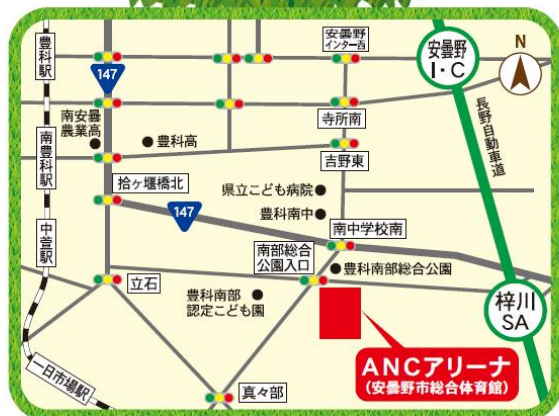 豊科駅
147
安曇野
インター西
安曇野
I・C
N
南安曇
農業高
豊科高
寺所南
長野自動車道
南豊科駅
吉野東
拾ヶ堰橋北
県立こども病院
147
豊科南中
南中学校南
中萱駅
南部総合
公園入口
豊科南部総合公園
立石
豊科南部
認定こども園
梓川
SA
一日市場駅
真々部
ANCアリーナ
(安曇野市総合体育館)